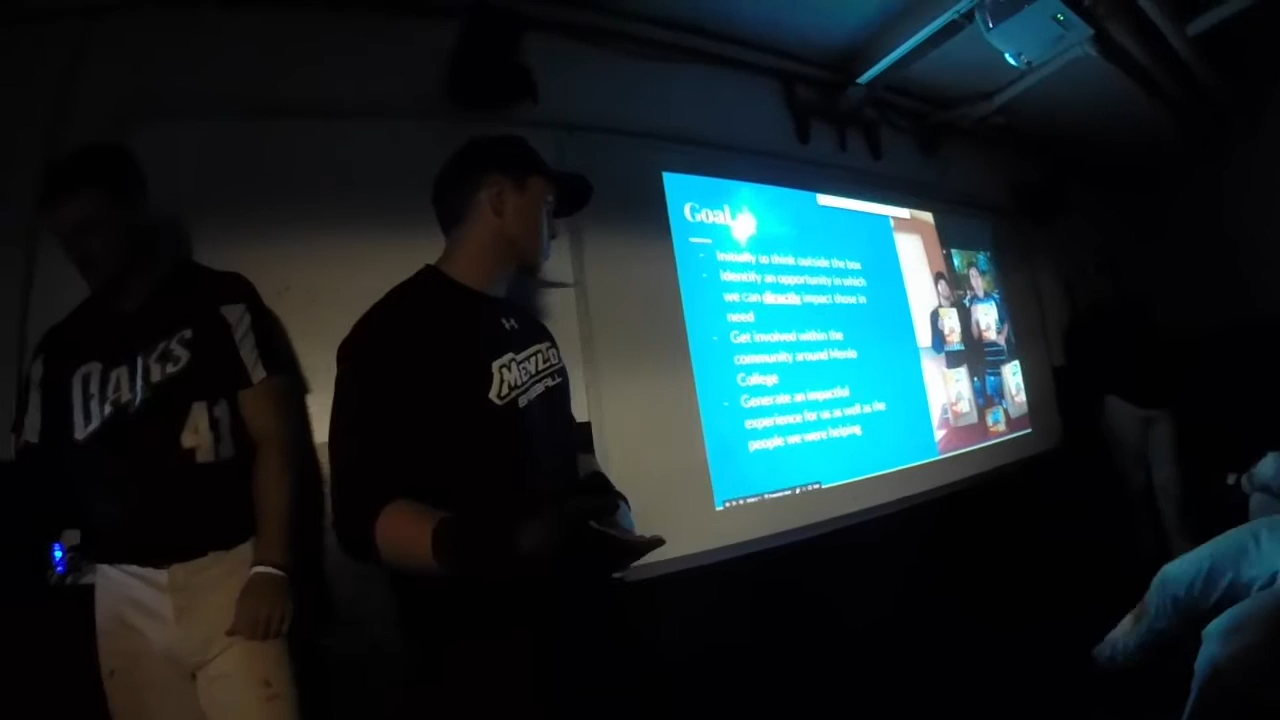 OAKS
41
MENLO
BASEBALL
Goal
- Initially to think outside the box
- Identify an opportunity in which
we can directly impact those in
need
- Get involved within the
community around Menlo
College
- Generate an impactful
experience for us as well as the
people we were helping